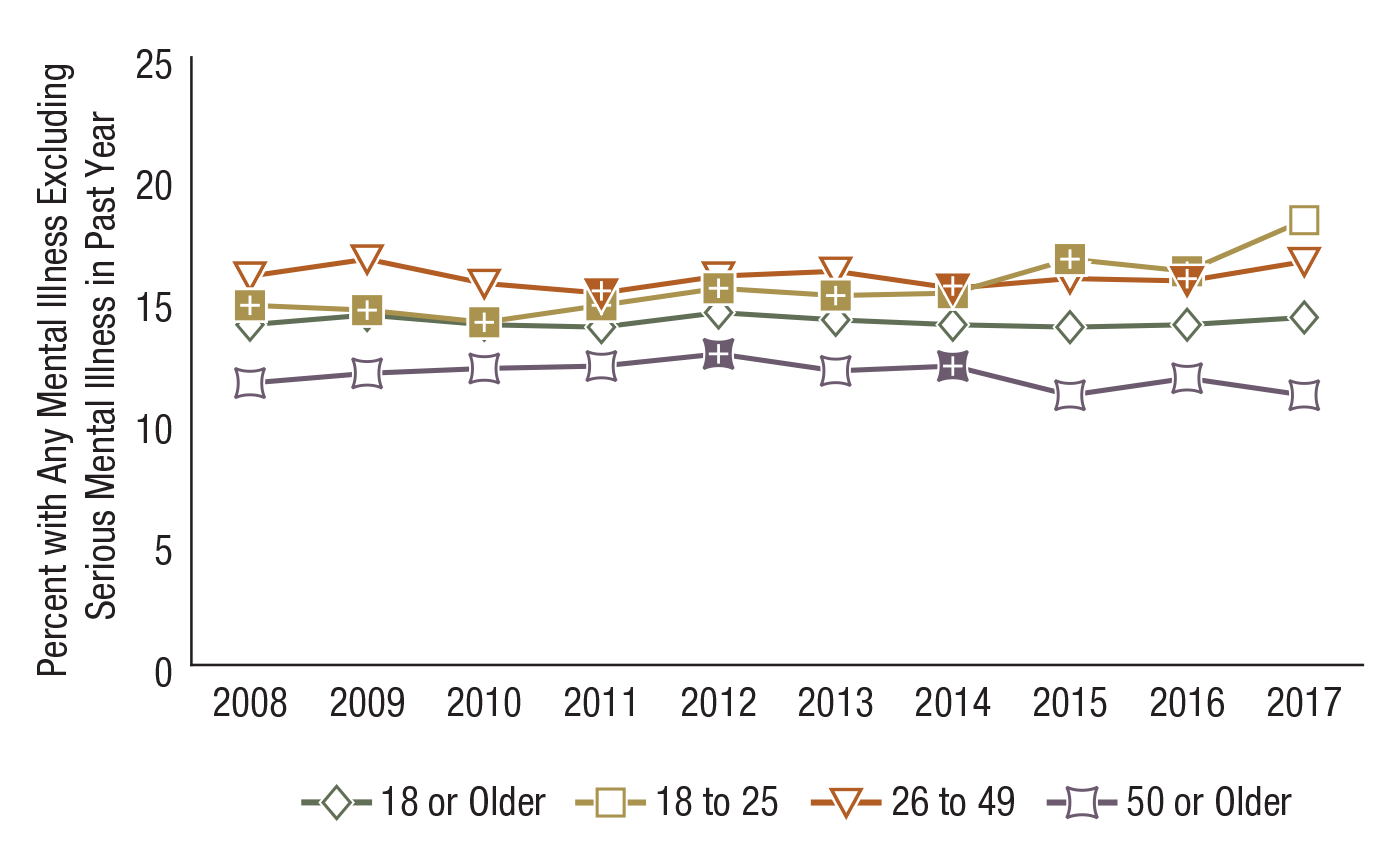 Percent with Any Mental Illness Excluding
Serious Mental Illness in Past Year
25
20
15
10
5
0
2008 2009 2010 2011 2012 2013 2014 2015 2016 2017
18 or Older 18 to 25 26 to 49 50 or Older